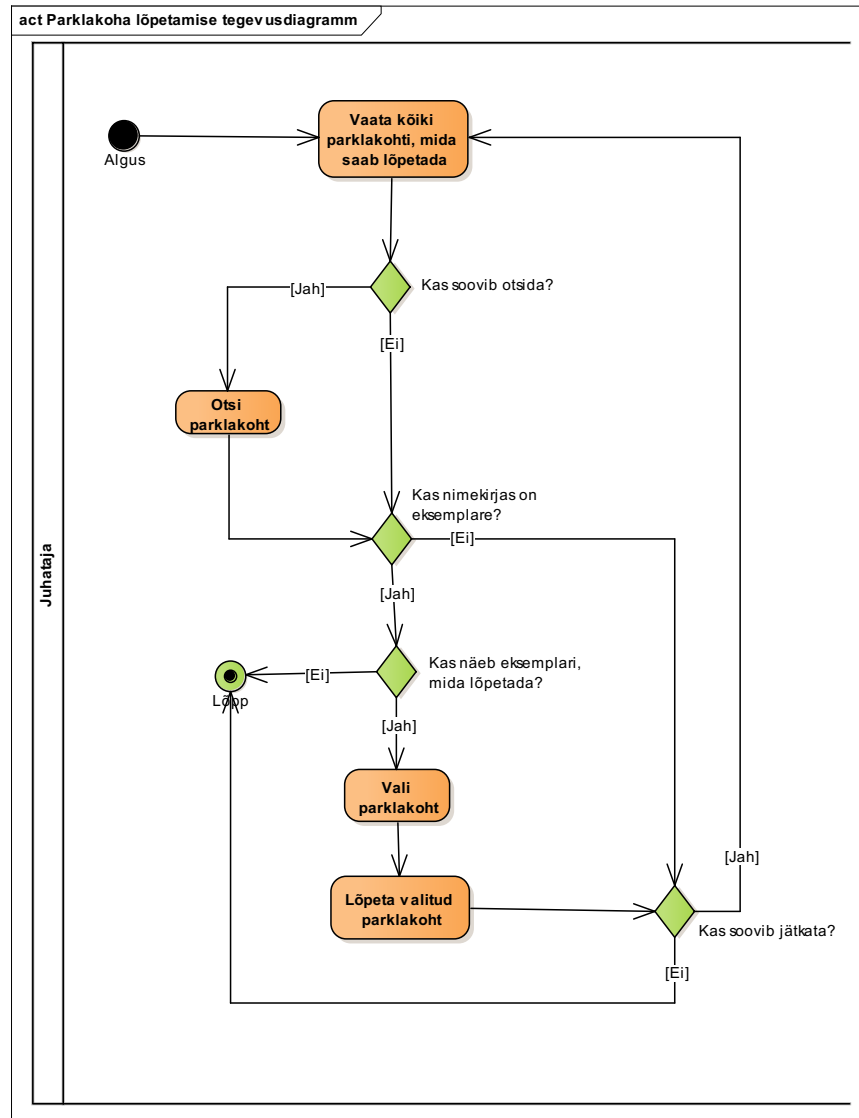 act Parklakoha lõpetamise tegevusdiagramm
Juhataja
Algus
Vaata kõiki
parklakohti, mida
saab lõpetada
Kas soovib otsida?
[Jah]
[Ei]
Otsi
parklakoht
Kas nimekirjas on
eksemplare?
[Ei]
[Jah]
Kas näeb eksemplari,
mida lõpetada?
[Ei]
Lõpp
[Jah]
Vali
parklakoht
Lõpeta valitud
parklakoht
[Jah]
Kas soovib jätkata?
[Ei]